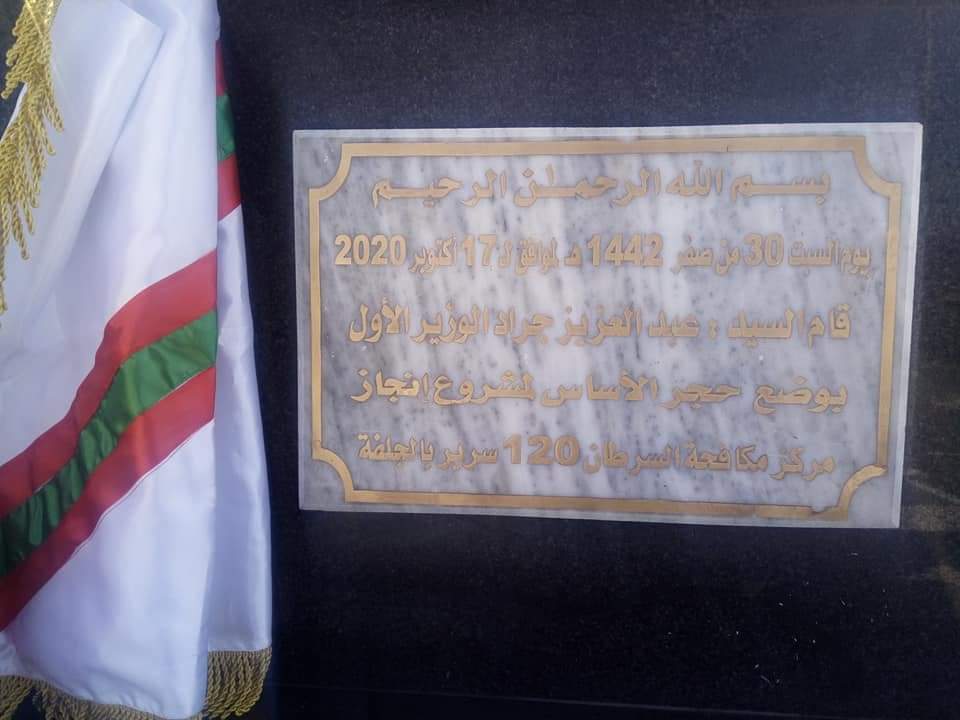 بسم الله الرحمان الرحيم
يوم السبت 30 من صفر 1442 هـ لموافق لـ 17 أكتوبر 2020
قام السيد : عبد العزيز جراد الوزير الأول
بوضع حجر الأساس لمشروع إنجاز
مركز مكافحة السرطان 120 سرير بالجلفة